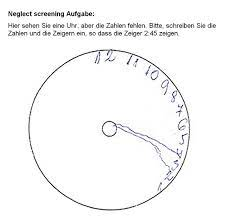 Neglect screening Aufgabe:
Hier sehen Sie eine Uhr, aber die Zahlen fehlen. Bitte, schreiben Sie die
Zahlen und die Zeigern ein, so dass die Zeiger 2:45 zeigen.
12 11 10 9 8 7 6 5